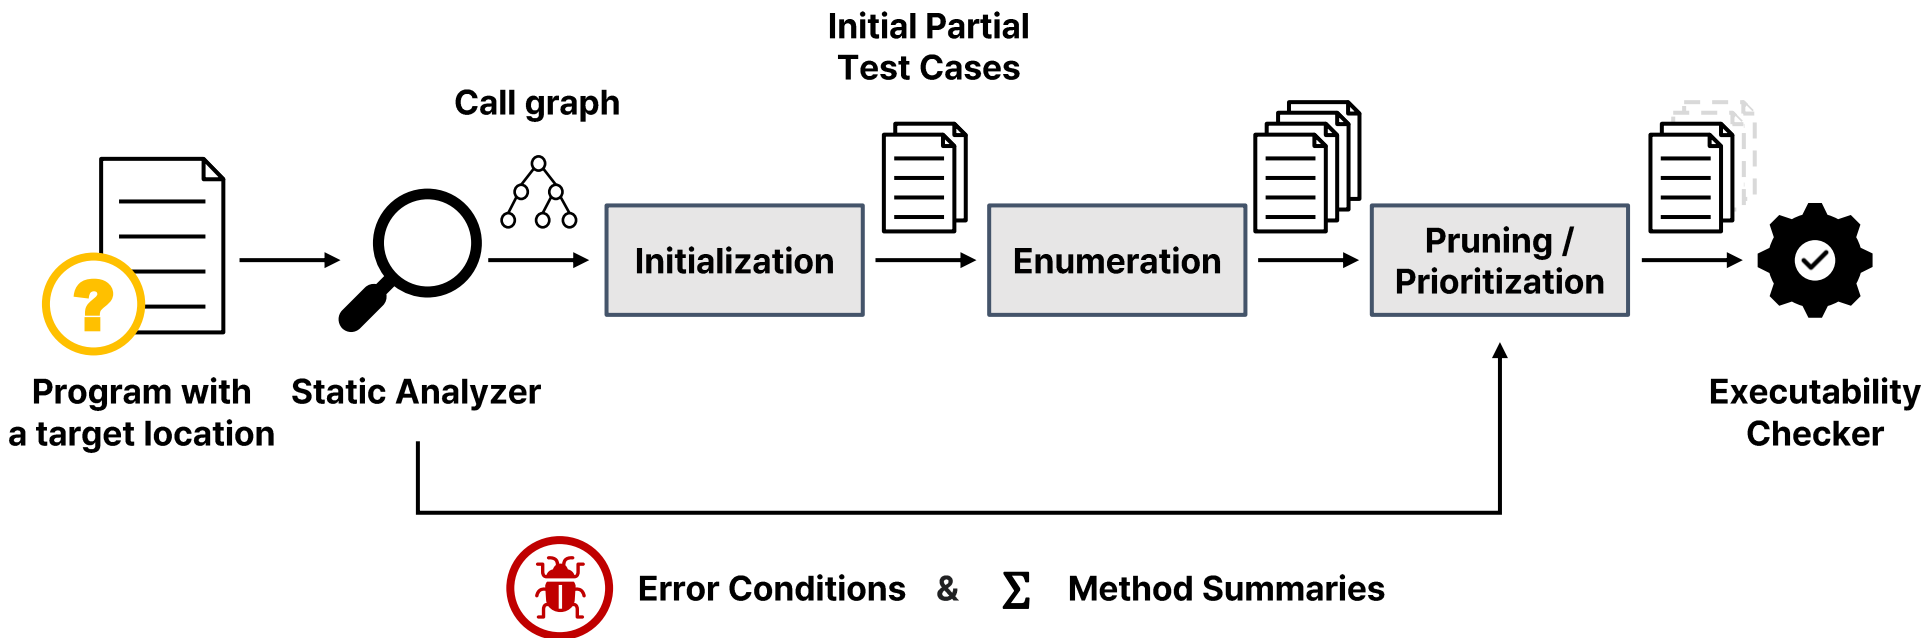 Initial Partial
Test Cases
Call graph
?
Initialization
Enumeration
Pruning /
Prioritization
Program with
a target location
Static Analyzer
Executability
Checker
Error Conditions & Σ Method Summaries